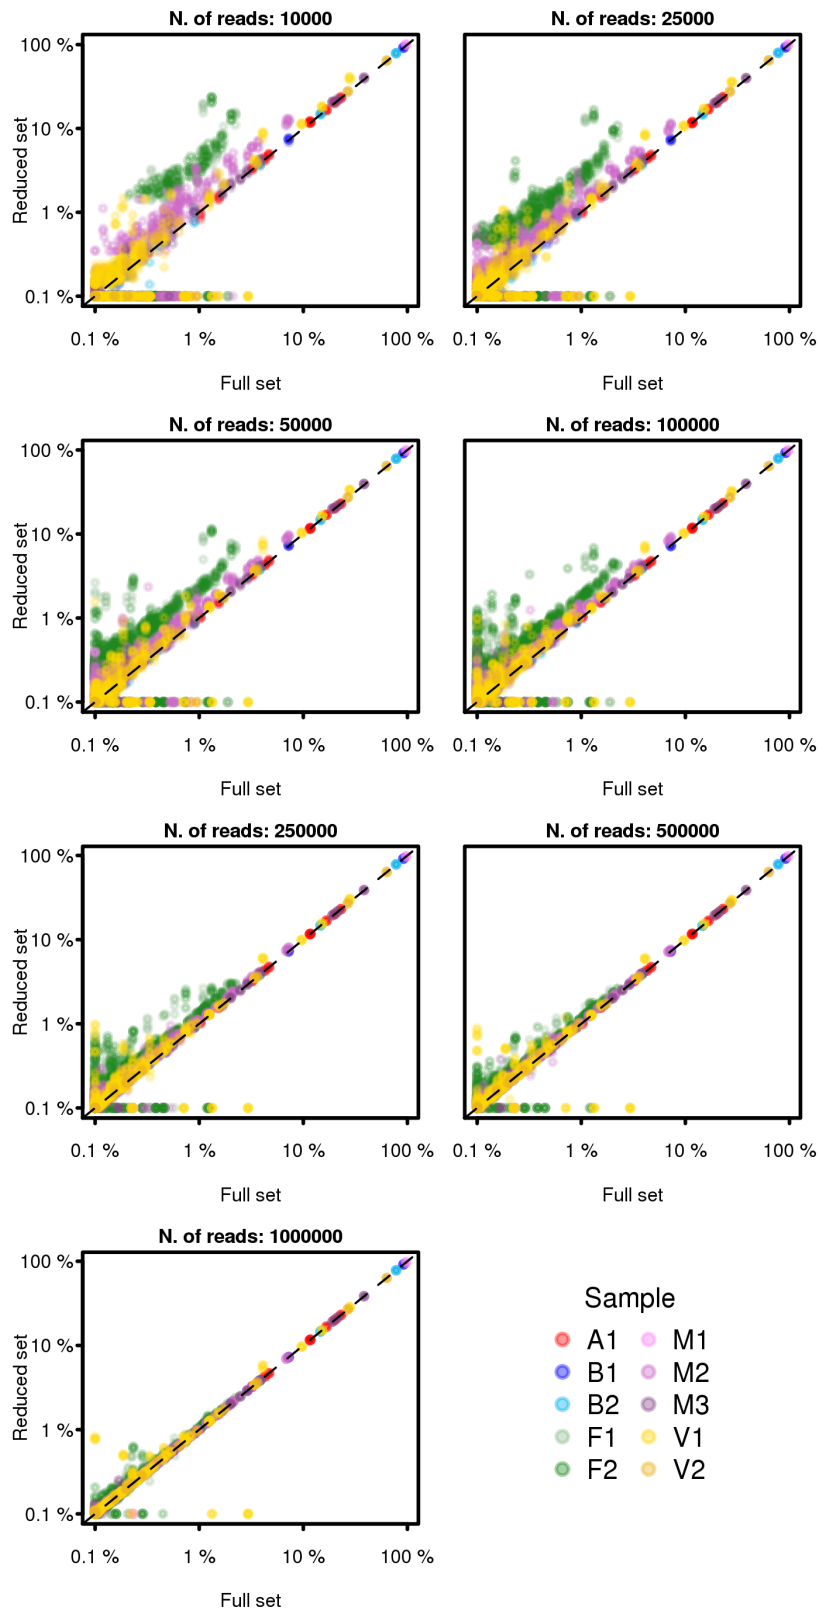 N. of reads: 10000
N. of reads: 25000
Reduced set
100 %
10 %
1 %
0.1 %
0.1 %
1 %
10 %
100 %
0.1 %
1 %
10 %
100 %
Full set
Full set
N. of reads: 50000
N. of reads: 100000
Reduced set
100 %
10 %
1 %
0.1 %
0.1 %
1 %
10 %
100 %
0.1 %
1 %
10 %
100 %
Full set
Full set
N. of reads: 250000
N. of reads: 500000
Reduced set
100 %
10 %
1 %
0.1 %
0.1 %
1 %
10 %
100 %
0.1 %
1 %
10 %
100 %
Full set
Full set
N. of reads: 1000000
Reduced set
100 %
10 %
1 %
0.1 %
0.1 %
1 %
10 %
100 %
Full set
Sample
A1
B1
B2
F1
F2
M1
M2
M3
V1
V2